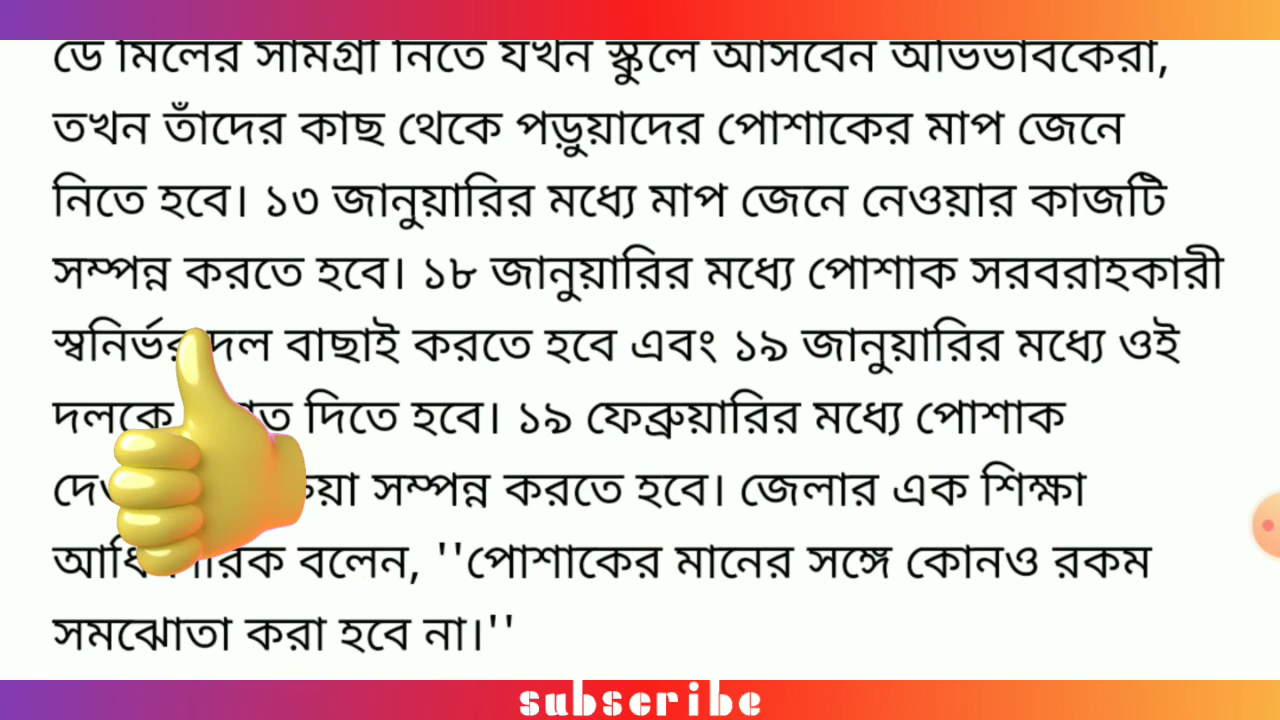 ডে মিলের সামগ্রী নিতে যখন স্কুলে আসবেন অভিভাবকেরা,
তখন তাঁদের কাছ থেকে পড়ুয়াদের পোশাকের মাপ জেনে
নিতে হবে। ১৩ জানুয়ারির মধ্যে মাপ জেনে নেওয়ার কাজটি
সম্পন্ন করতে হবে। ১৮ জানুয়ারির মধ্যে পোশাক সরবরাহকারী
স্বনির্ভর দল বাছাই করতে হবে এবং ১৯ জানুয়ারির মধ্যে ওই
দলকে দিতে হবে। ১৯ ফেব্রুয়ারির মধ্যে পোশাক
সম্পন্ন করতে হবে। জেলার এক শিক্ষা
আধিকারিক বলেন, ''পোশাকের মানের সঙ্গে কোনও রকম
সমঝোতা করা হবে না।''
subscribe